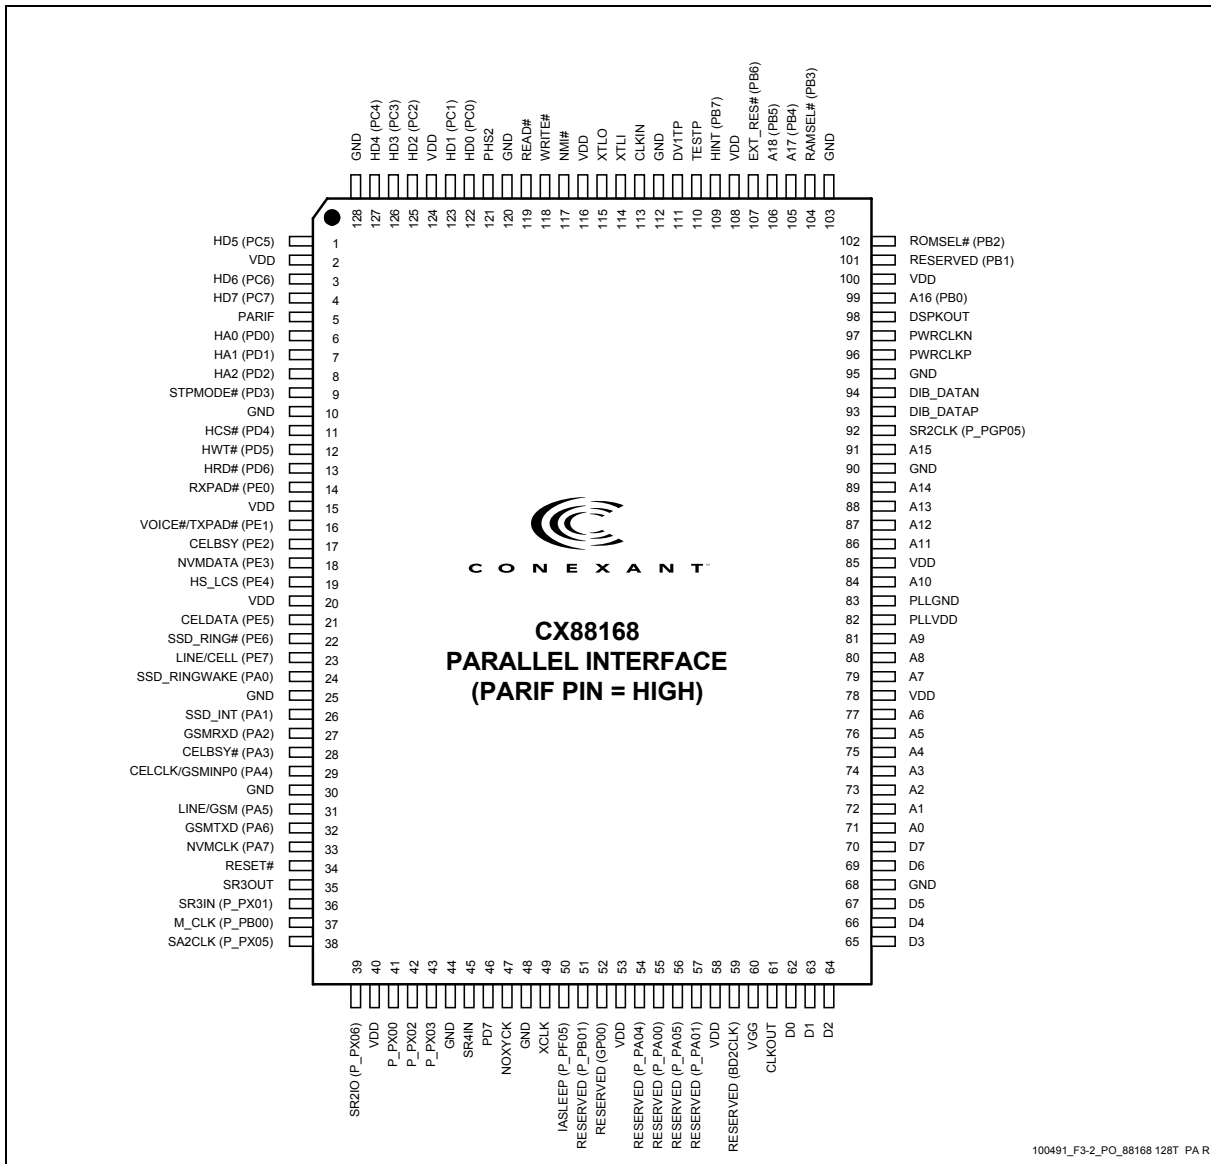 GND
HD4 (PC4)
HD3 (PC3)
HD2 (PC2)
VDD
HD1 (PC1)
HD0 (PC0)
PHS2
GND
READ#
WRITE#
NMI#
VDD
XTLO
XTLI
CLKIN
GND
DV1TP
TESTP
HINT (PB7)
VDD
EXT_RES# (PB6)
A18 (PB5)
A17 (PB4)
RAMSEL# (PB3)
GND
128 127 126 125 124 123 122 121 120 119 118 117 116 115 114 113 112 111 110 109 108 107 106 105 104 103
HD5 (PC5) 1 102 ROMSEL# (PB2)
VDD 2 101 RESERVED (PB1)
HD6 (PC6) 3 100 VDD
HD7 (PC7) 4 99 A16 (PB0)
PARIF 5 98 DSPKOUT
HA0 (PD0) 6 97 PWRCLKN
HA1 (PD1) 7 96 PWRCLKP
HA2 (PD2) 8 95 GND
STPMODE# (PD3) 9 94 DIB_DATAN
GND 10 93 DIB_DATAP
HCS# (PD4) 11 92 SR2CLK (P_PGP05)
HWT# (PD5) 12 91 A15
HRD# (PD6) 13 90 GND
RXPAD# (PE0) 14 89 A14
VDD 15 88 A13
VOICE#/TXPAD# (PE1) 16 87 A12
CELBSY (PE2) 17 86 A11
NVMDATA (PE3) 18 85 VDD
HS_LCS (PE4) 19 84 A10
VDD 20 83 PLLGND
CELDATA (PE5) 21 82 PLLVDD
SSD_RING# (PE6) 22 81 A9
LINE/CELL (PE7) 23 80 A8
SSD_RINGWAKE (PA0) 24 79 A7
GND 25 78 VDD
SSD_INT (PA1) 26 77 A6
GSMRXD (PA2) 27 76 A5
CELBSY# (PA3) 28 75 A4
CELCLK/GSMINP0 (PA4) 29 74 A3
GND 30 73 A2
LINE/GSM (PA5) 31 72 A1
GSMTXD (PA6) 32 71 A0
NVMCLK (PA7) 33 70 D7
RESET# 34 69 D6
SR3OUT 35 68 GND
SR3IN (P_PX01) 36 67 D5
M_CLK (P_PB00) 37 66 D4
SA2CLK (P_PX05) 38 65 D3
CONEXANT™
CX88168
PARALLEL INTERFACE
(PARIF PIN = HIGH)
39 40 41 42 43 44 45 46 47 48 49 50 51 52 53 54 55 56 57 58 59 60 61 62 63 64
SR2IO (P_PX06)
VDD
P_PX00
P_PX02
P_PX03
GND
SR4IN
PD7
NOXYCK
GND
XCLK
IASLEEP (P_PF05)
RESERVED (P_PB01)
RESERVED (GP00)
VDD
RESERVED (P_PA04)
RESERVED (P_PA00)
RESERVED (P_PA05)
RESERVED (P_PA01)
VDD
RESERVED (BD2CLK)
VGG
CLKOUT
D0
D1
D2
100491_F3-2_PO_88168 128T PA R